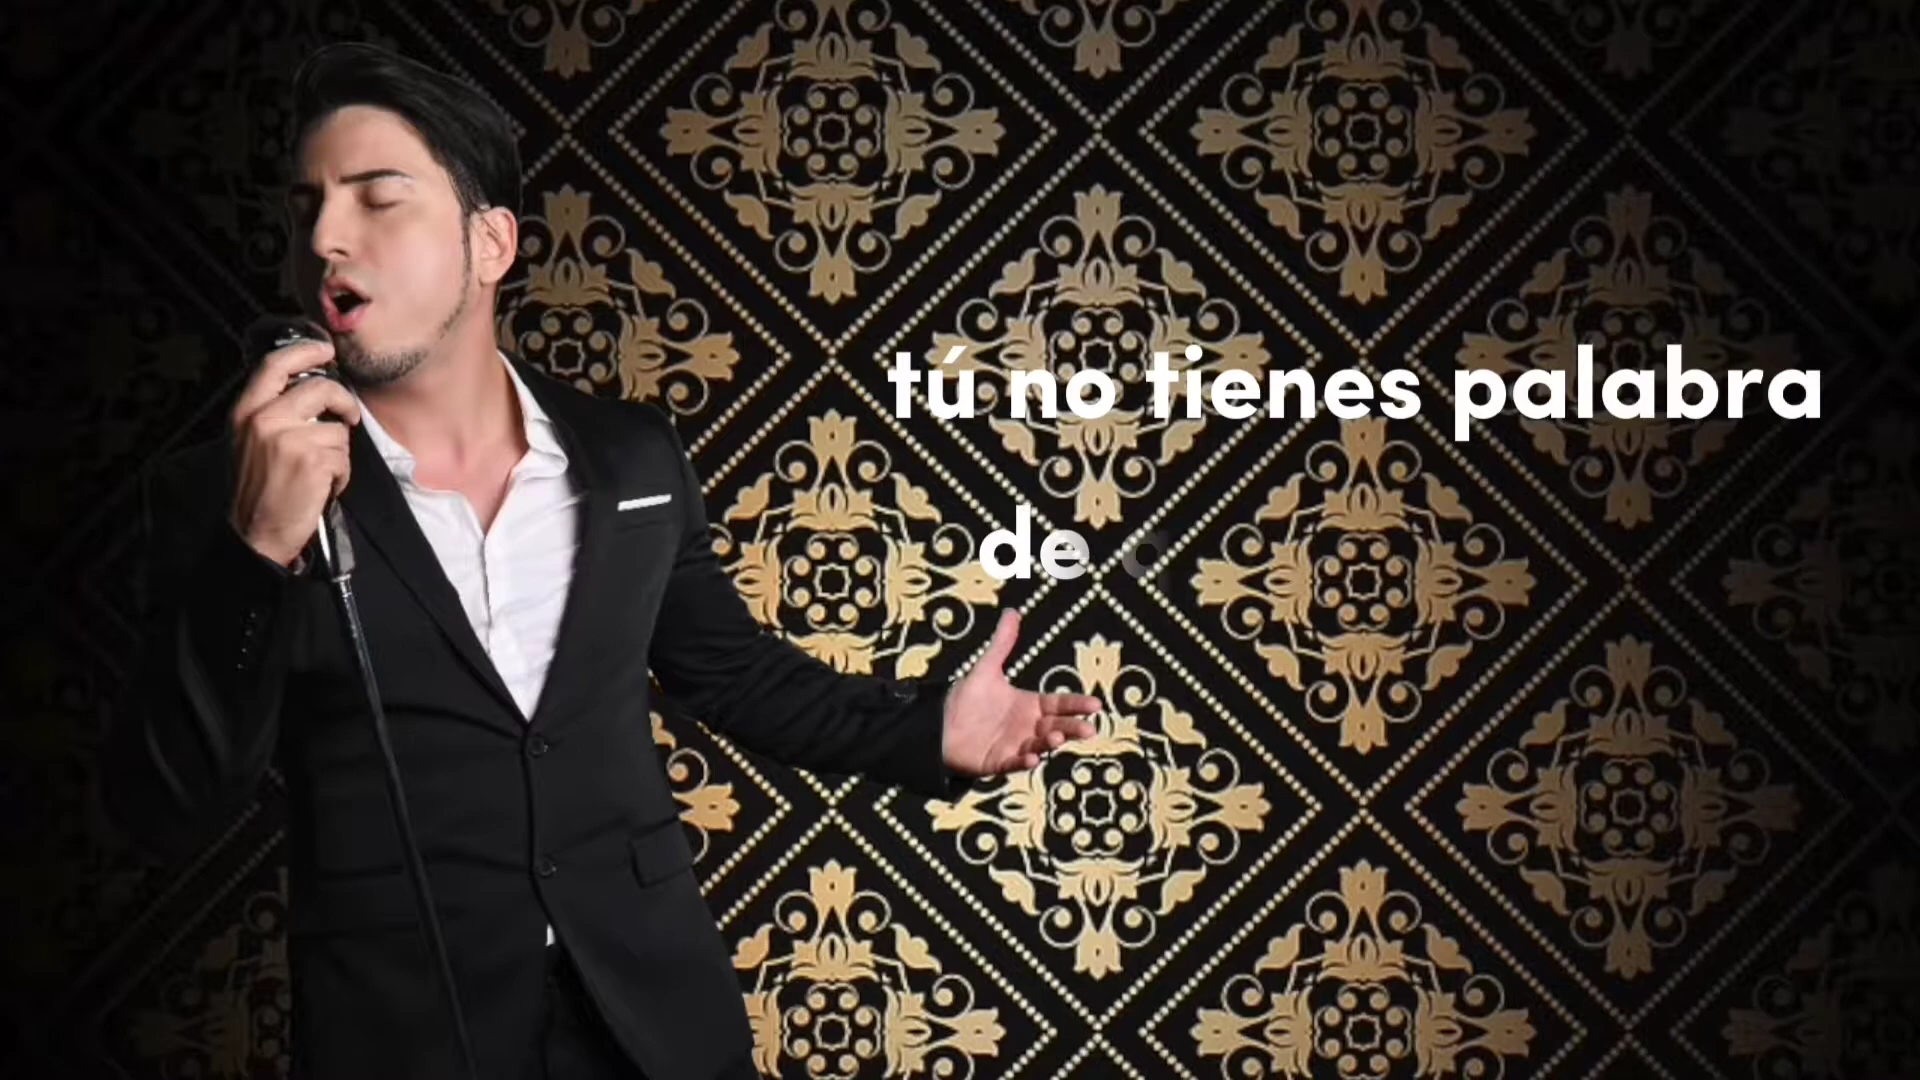 tú no tienes palabra
de